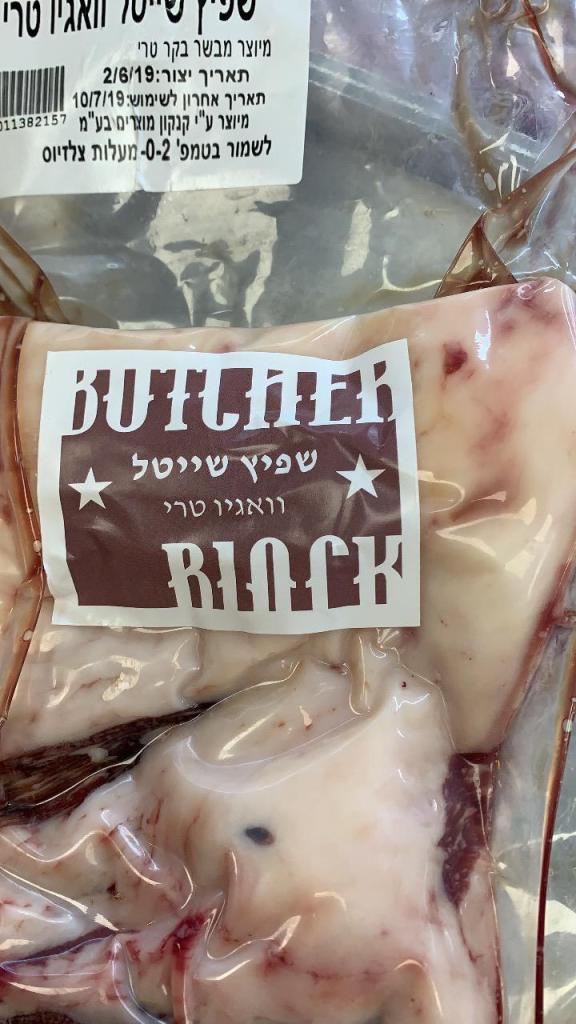 שפיץ שייטל וואגיו טרי
מיוצר מבשר בקר טרי
תאריך יצור:2/6/19
תאריך אחרון לשימוש:10/7/19
מיוצר ע"י קנקון מוצרים בע"מ
לשמור בטמפ' 0-2- מעלות צלזיוס
011382157
BUTCHER
שפיץ שייטל
וואגיו טרי
BLOCK